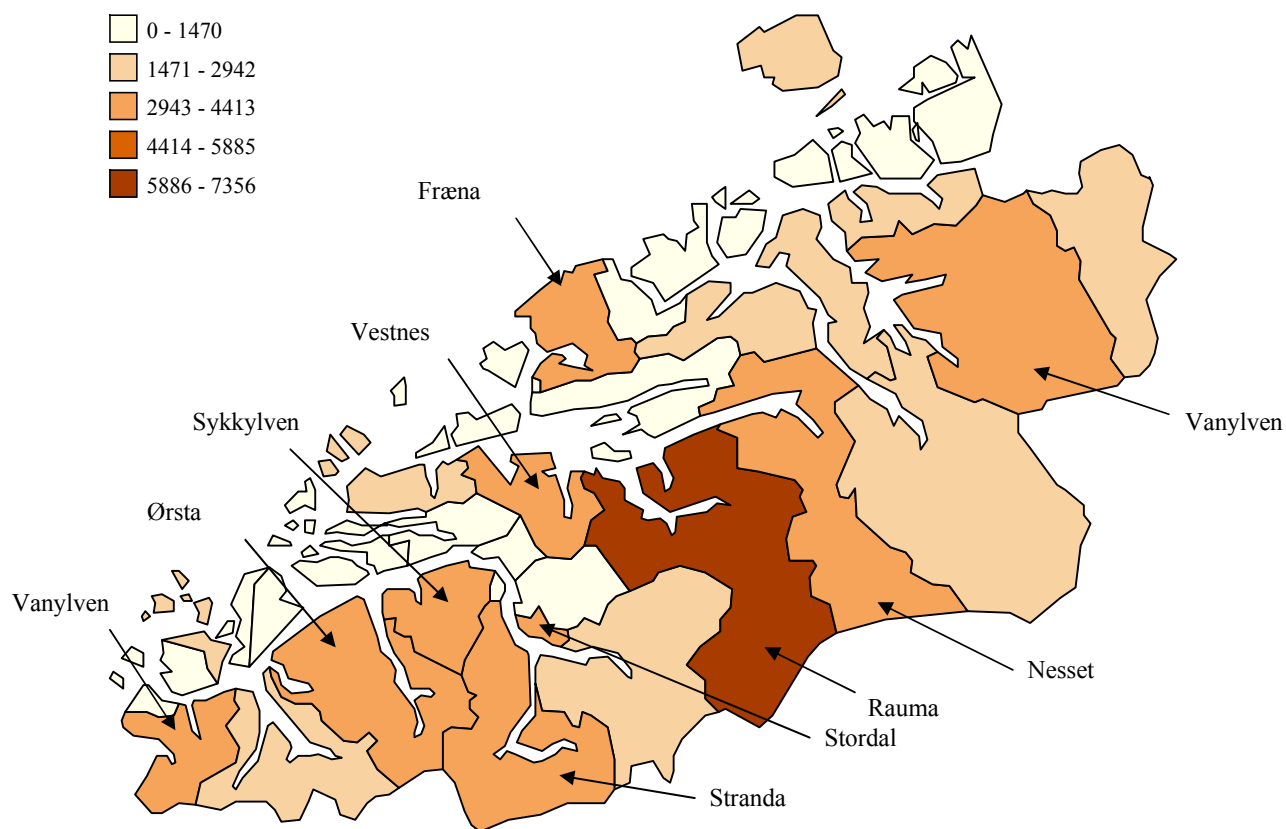 0 - 1470
1471 - 2942
2943 - 4413
4414 - 5885
5886 - 7356
Fræna
Vestnes
Sykkylven
Vanylven
Ørsta
Vanylven
Nesset
Rauma
Stordal
Stranda